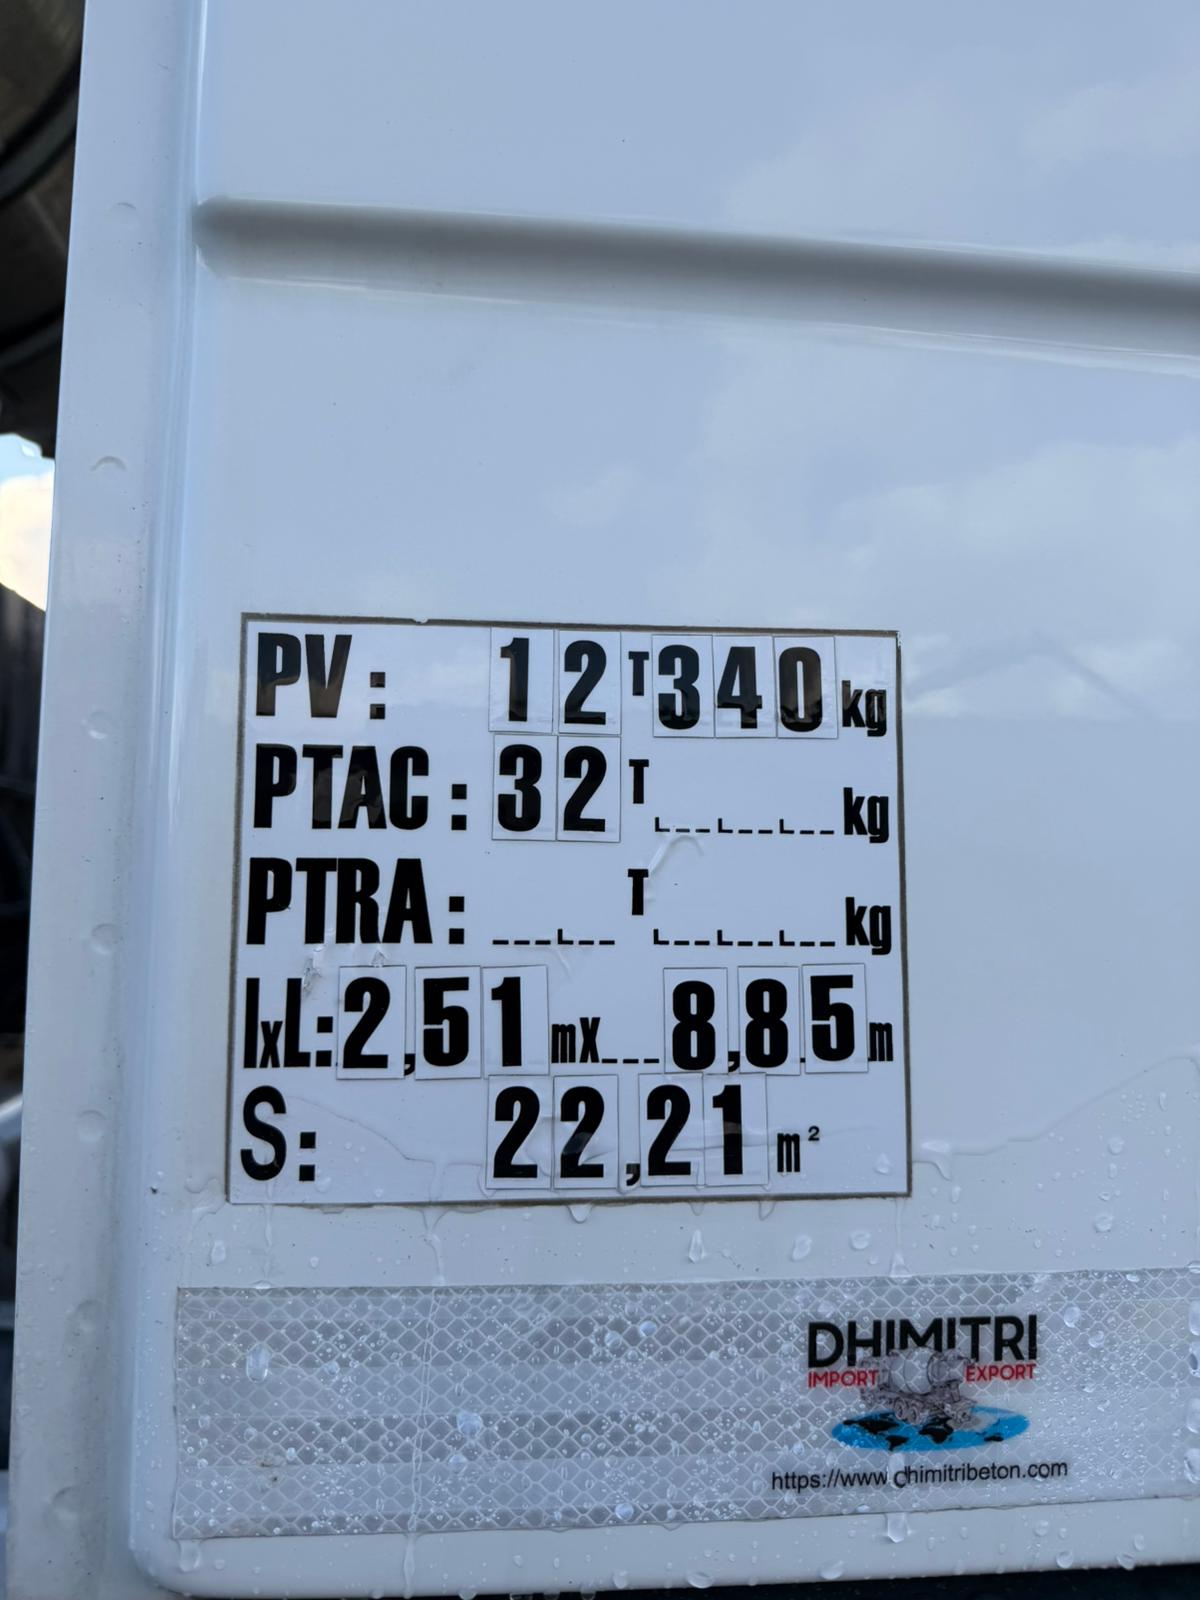 PV: 12 T 340 kg
PTAC: 32 T kg
PTRA: T kg
lxL: 2,51 mx 8,85 m
S: 22,21 m²
DHIMITRI
IMPORT EXPORT
https://www.dhimitribeton.com